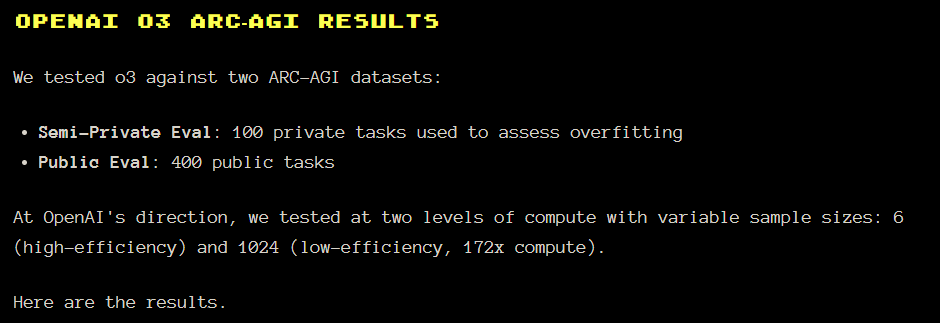 OPENAI O3 ARC-AGI RESULTS
We tested o3 against two ARC-AGI datasets:
• Semi-Private Eval: 100 private tasks used to assess overfitting
• Public Eval: 400 public tasks
At OpenAI's direction, we tested at two levels of compute with variable sample sizes: 6
(high-efficiency) and 1024 (low-efficiency, 172x compute).
Here are the results.